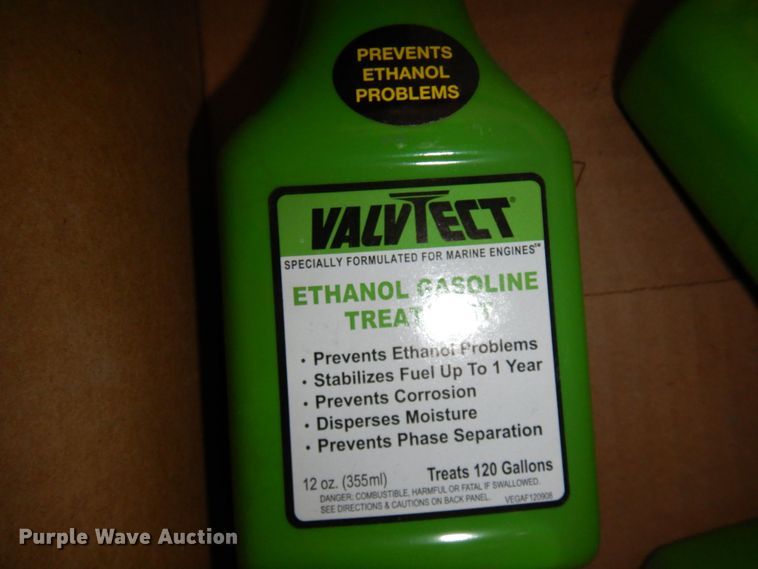 PREVENTS
ETHANOL
PROBLEMS
VALVTECT®
SPECIALLY FORMULATED FOR MARINE ENGINES℠
ETHANOL GASOLINE
TREATMENT
• Prevents Ethanol Problems
• Stabilizes Fuel Up To 1 Year
• Prevents Corrosion
• Disperses Moisture
• Prevents Phase Separation
12 oz. (355ml) Treats 120 Gallons
DANGER: COMBUSTIBLE, HARMFUL OR FATAL IF SWALLOWED.
SEE DIRECTIONS & CAUTIONS ON BACK PANEL. VEGAF120908
Purple Wave Auction